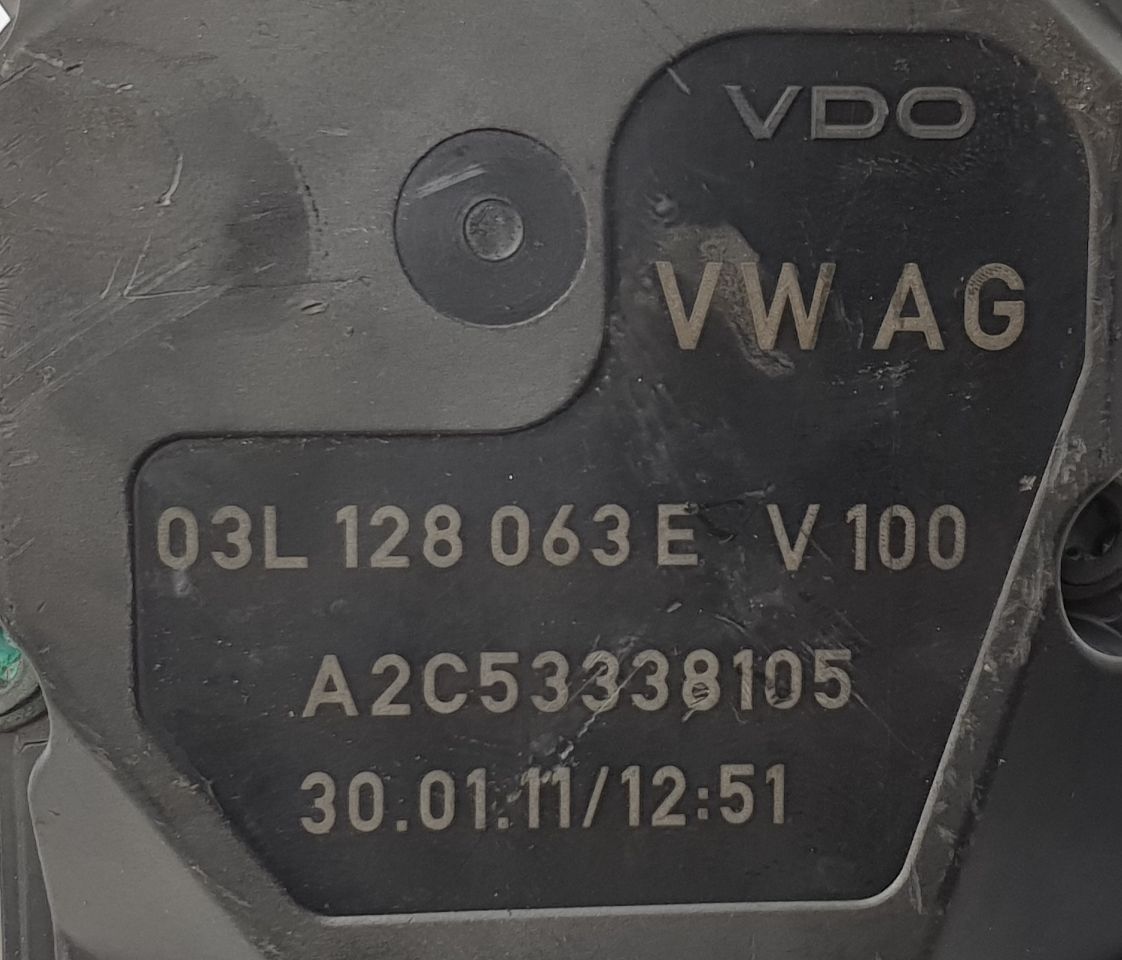 VDO
VW AG
03L 128 063 E V 100
A2C53338105
30.01.11/12:51